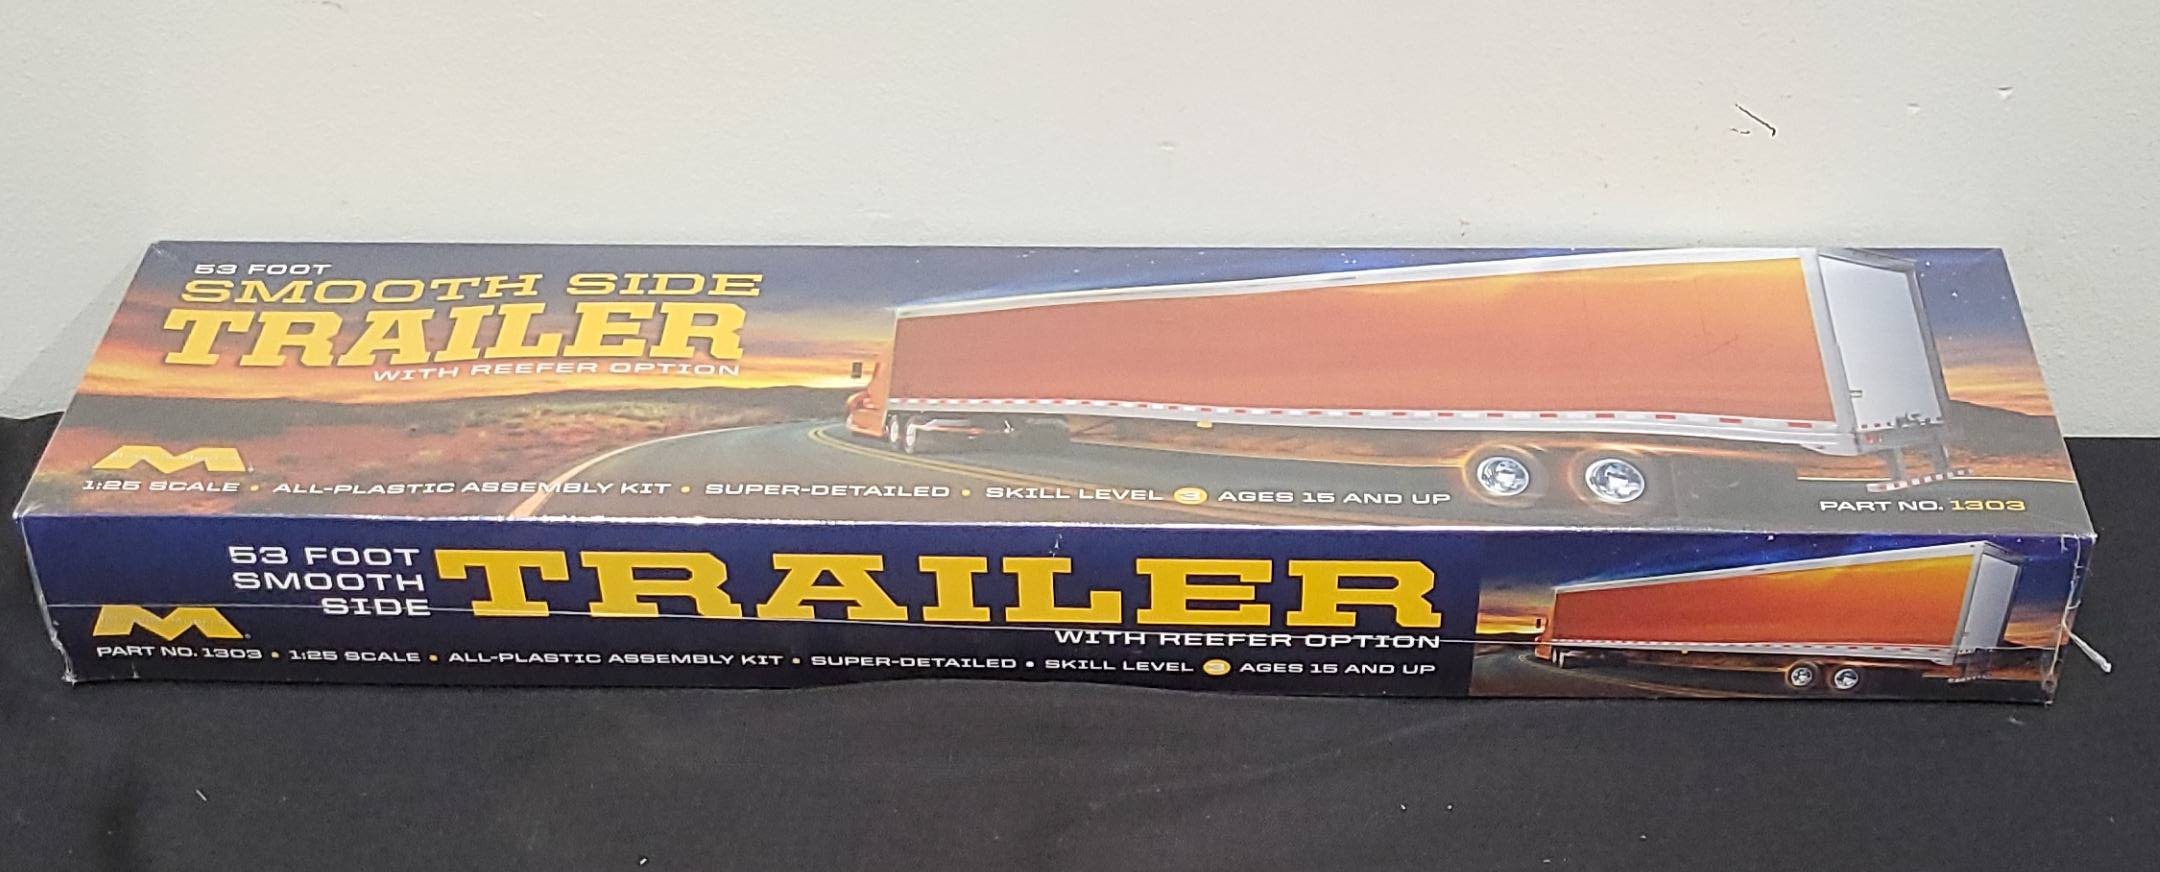 53 FOOT
SMOOTH SIDE
TRAILER
WITH REEFER OPTION
M
1:25 SCALE • ALL-PLASTIC ASSEMBLY KIT • SUPER-DETAILED • SKILL LEVEL 3 AGES 15 AND UP
PART NO. 1303
53 FOOT
SMOOTH
SIDE
TRAILER
WITH REEFER OPTION
M
PART NO. 1303 • 1:25 SCALE • ALL-PLASTIC ASSEMBLY KIT • SUPER-DETAILED • SKILL LEVEL 3 AGES 15 AND UP